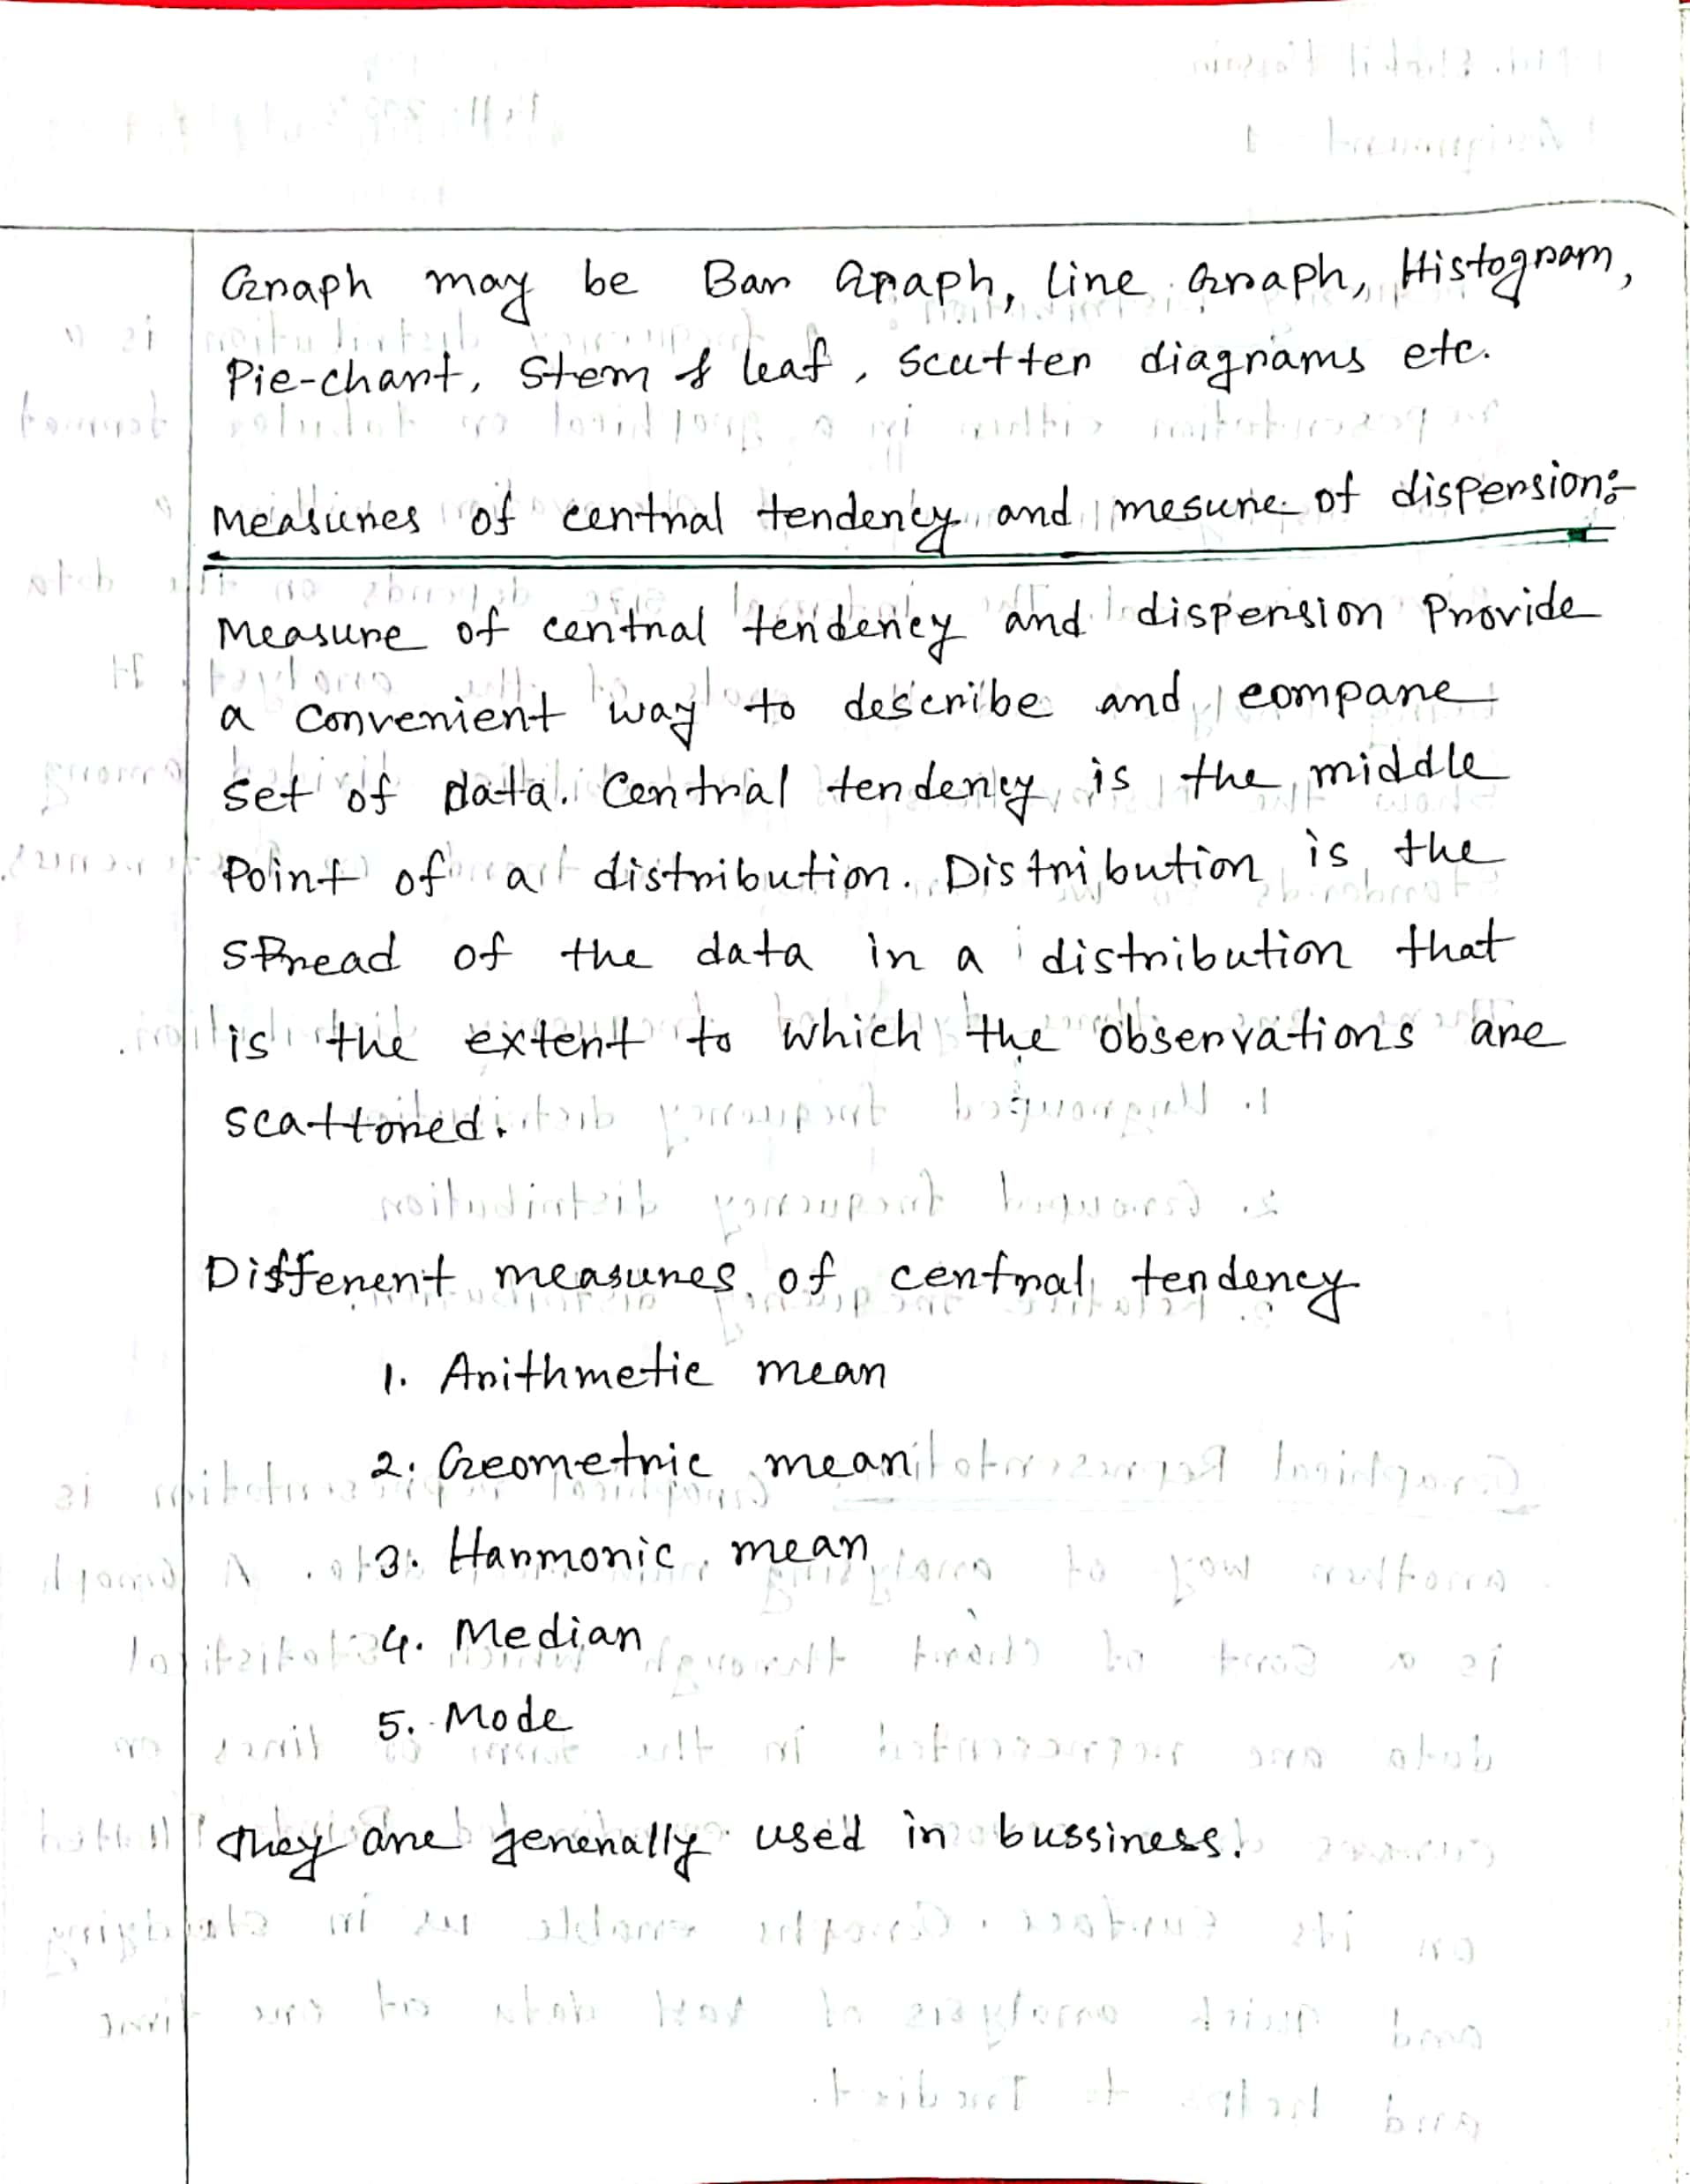 Graph may be Bar Graph, line Graph, Histogram,
Pie-chart, Stem & leaf, Scutter diagrams etc.
Measures of central tendency and mesure of dispersion:-
Measure of central tendency and dispersion Provide
a convenient way to describe and compare
set of data. Central tendency is the middle
Point of a distribution. Distribution is the
spread of the data in a distribution that
is the extent to which the observations are
scattored.
Different measures of central tendency
1. Arithmetic mean
2. Geometric mean
3. Harmonic mean
4. Median
5. Mode
They are generally used in bussiness.